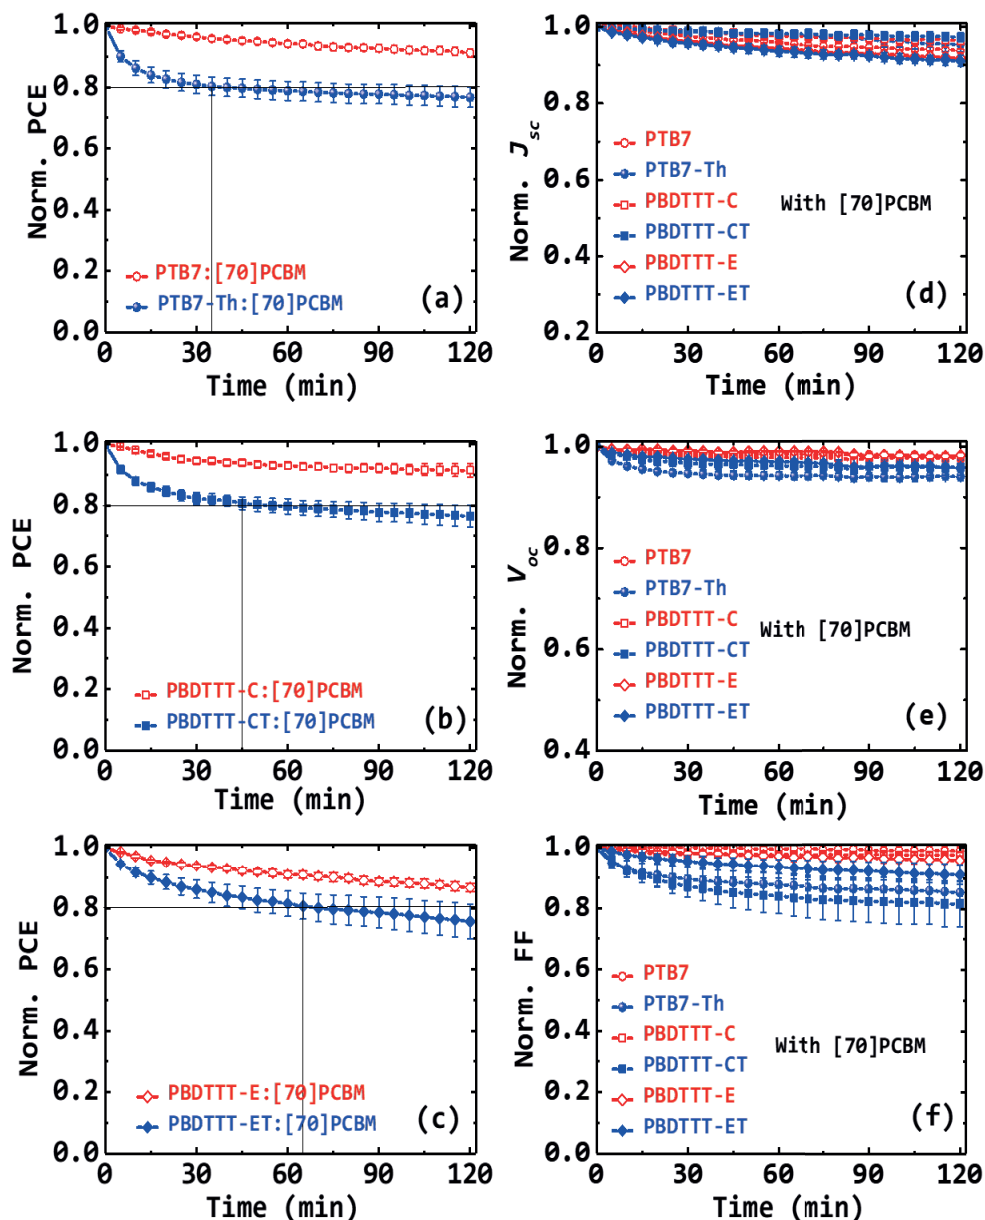 Norm. PCE
1.0
0.8
0.6
0.4
0.2
0.0
PTB7:[70]PCBM
PTB7-Th:[70]PCBM
(a)
0 30 60 90 120
Time (min)
Norm. Jsc
1.0
0.8
0.6
0.4
0.2
PTB7
PTB7-Th
PBDTTT-C
PBDTTT-CT
PBDTTT-E
PBDTTT-ET
With [70]PCBM
(d)
0 30 60 90 120
Time (min)
Norm. PCE
1.0
0.8
0.6
0.4
0.2
0.0
PBDTTT-C:[70]PCBM
PBDTTT-CT:[70]PCBM
(b)
0 30 60 90 120
Time (min)
Norm. Voc
1.0
0.8
0.6
0.4
PTB7
PTB7-Th
PBDTTT-C
PBDTTT-CT
PBDTTT-E
PBDTTT-ET
With [70]PCBM
(e)
0 30 60 90 120
Time (min)
Norm. PCE
1.0
0.8
0.6
0.4
0.2
0.0
PBDTTT-E:[70]PCBM
PBDTTT-ET:[70]PCBM
(c)
0 30 60 90 120
Time (min)
Norm. FF
1.0
0.8
0.6
0.4
0.2
0.0
PTB7
PTB7-Th
PBDTTT-C
PBDTTT-CT
PBDTTT-E
PBDTTT-ET
With [70]PCBM
(f)
0 30 60 90 120
Time (min)